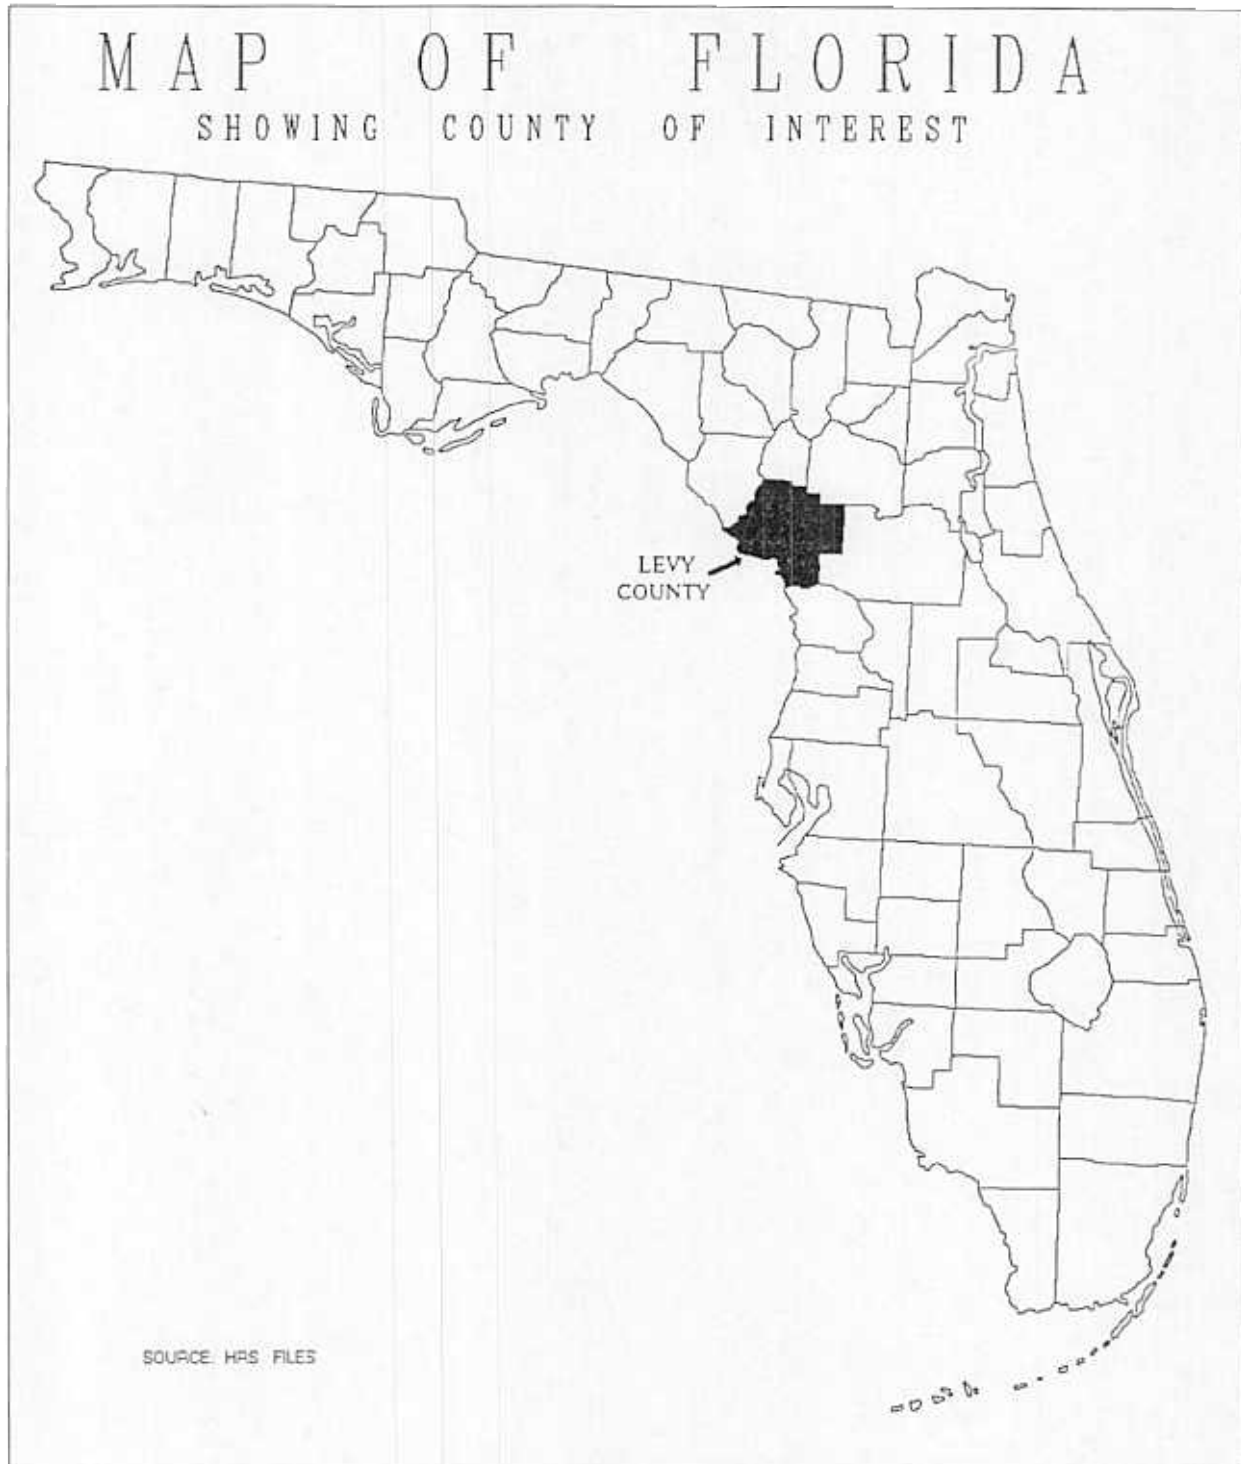 MAP OF FLORIDA
SHOWING COUNTY OF INTEREST
LEVY
COUNTY
SOURCE: HRS FILES